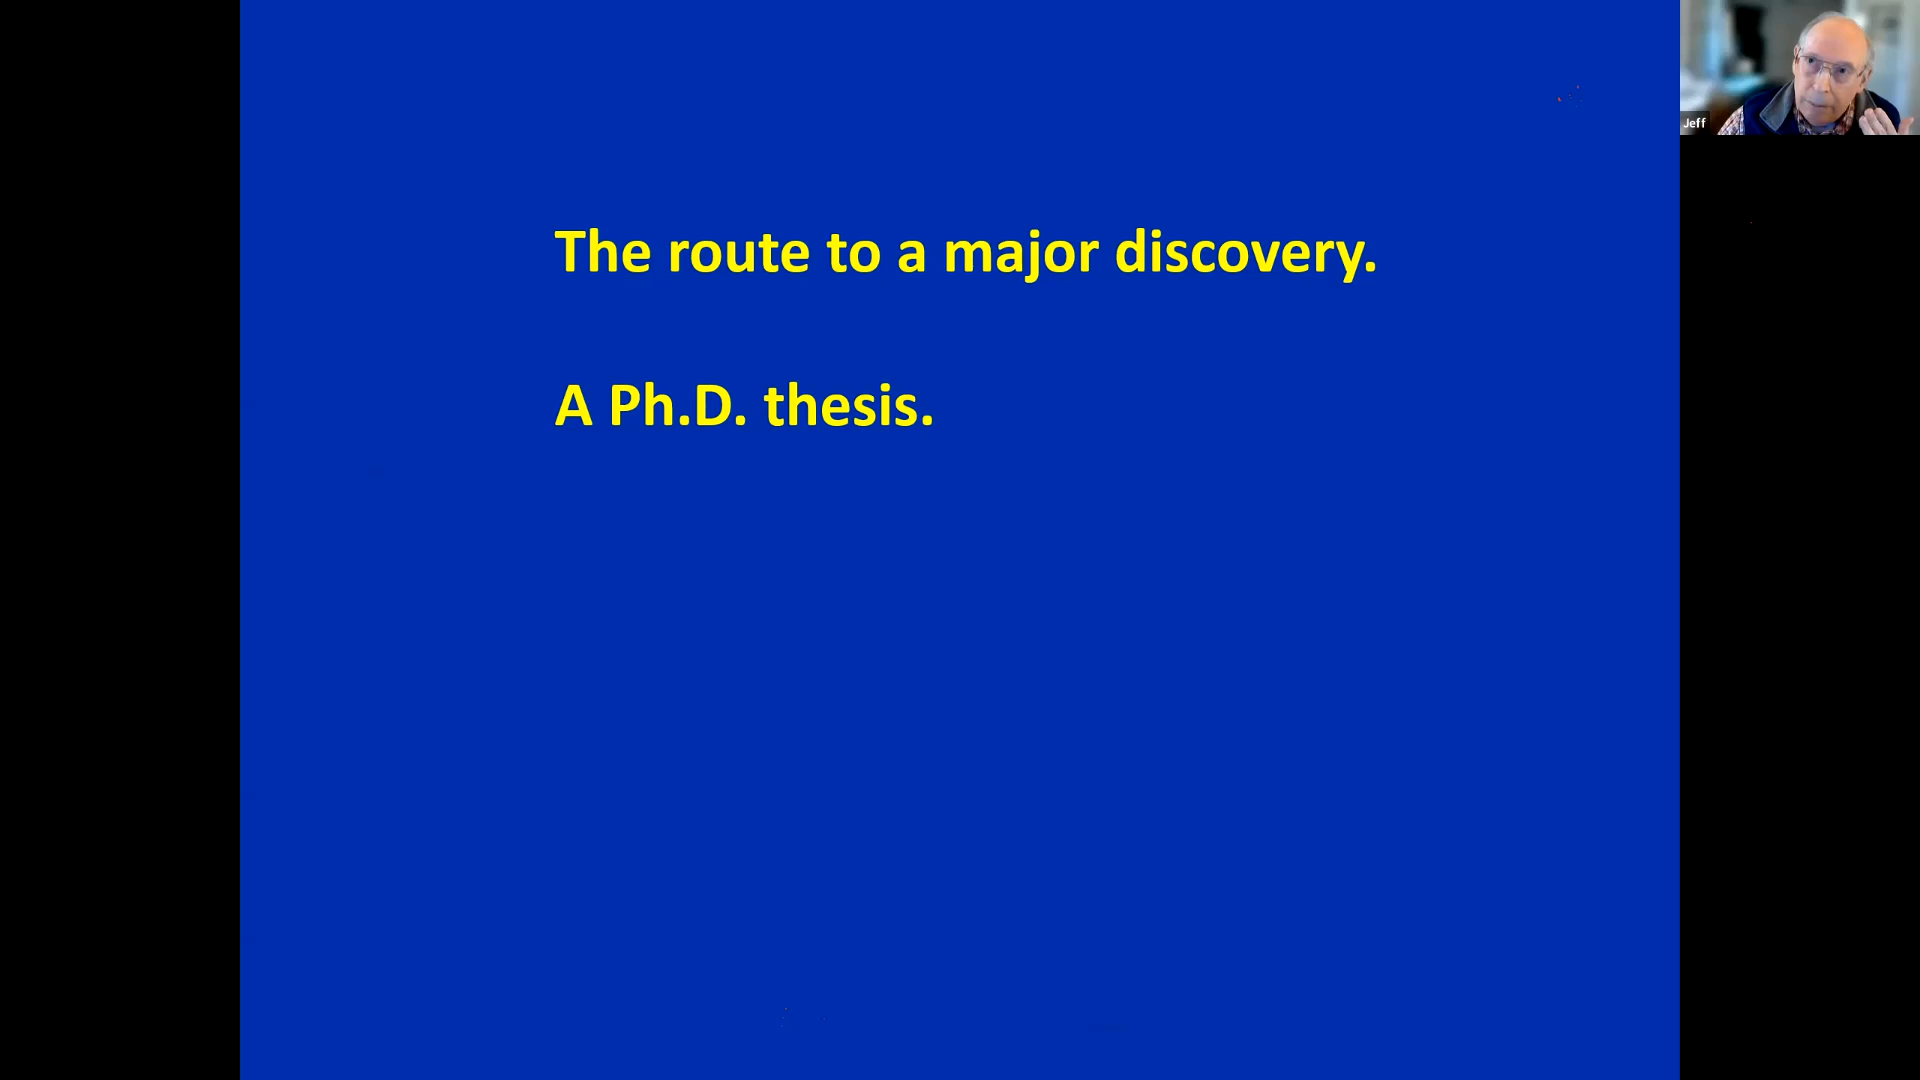 The route to a major discovery.
A Ph.D. thesis.
Jeff